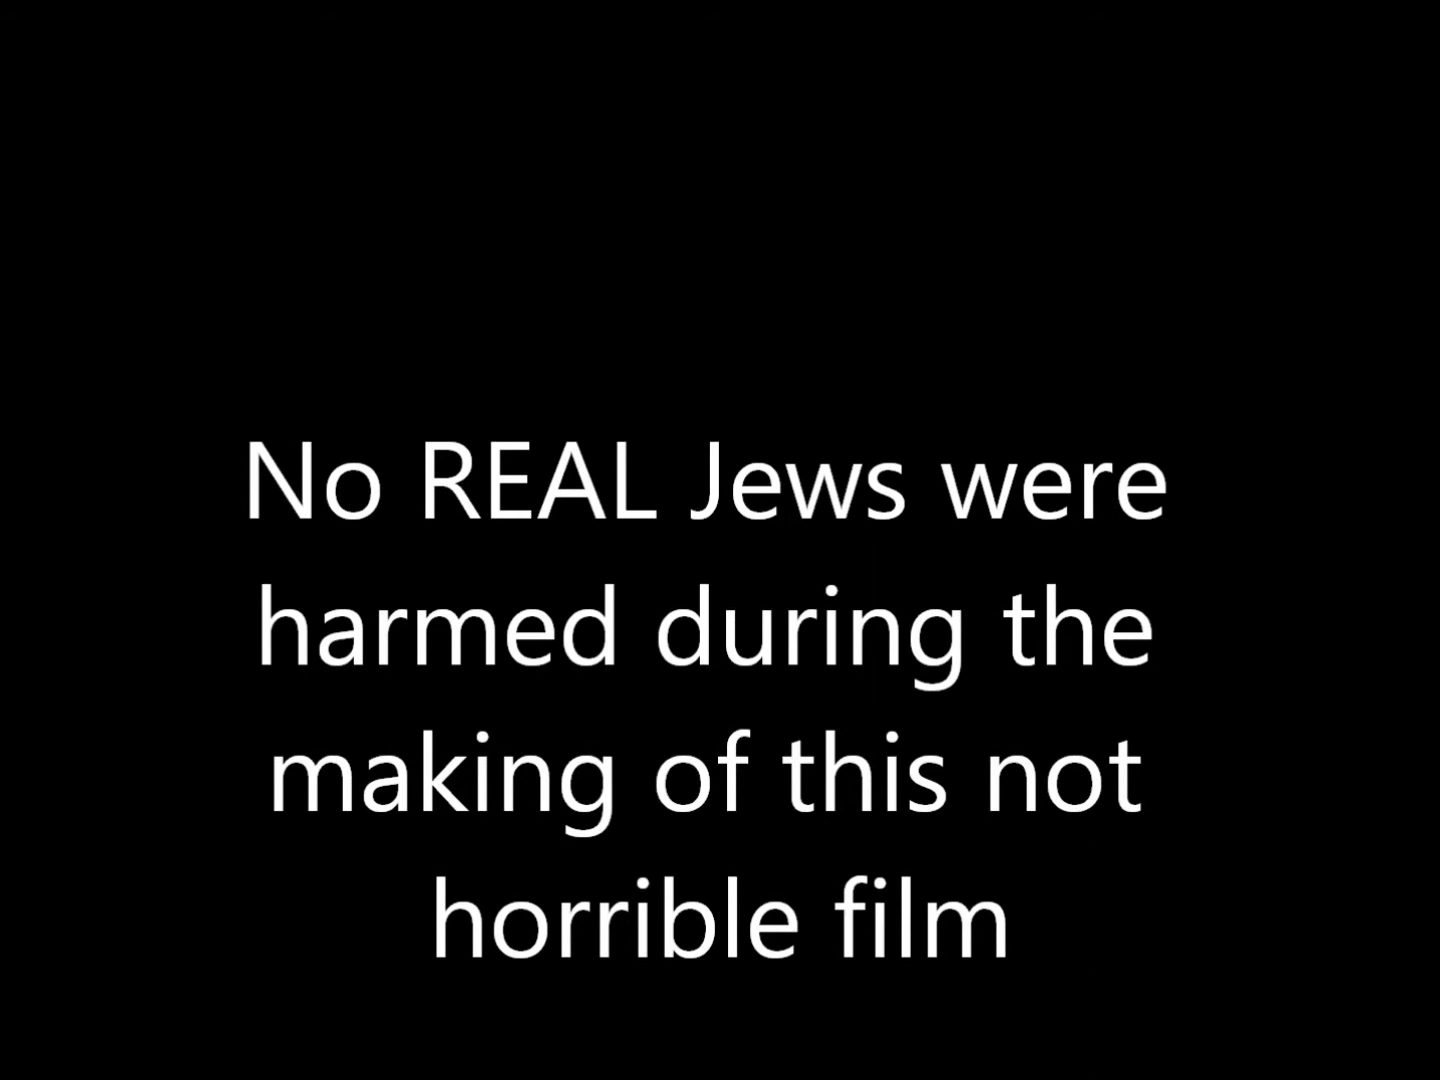 No REAL Jews were
harmed during the
making of this not
horrible film